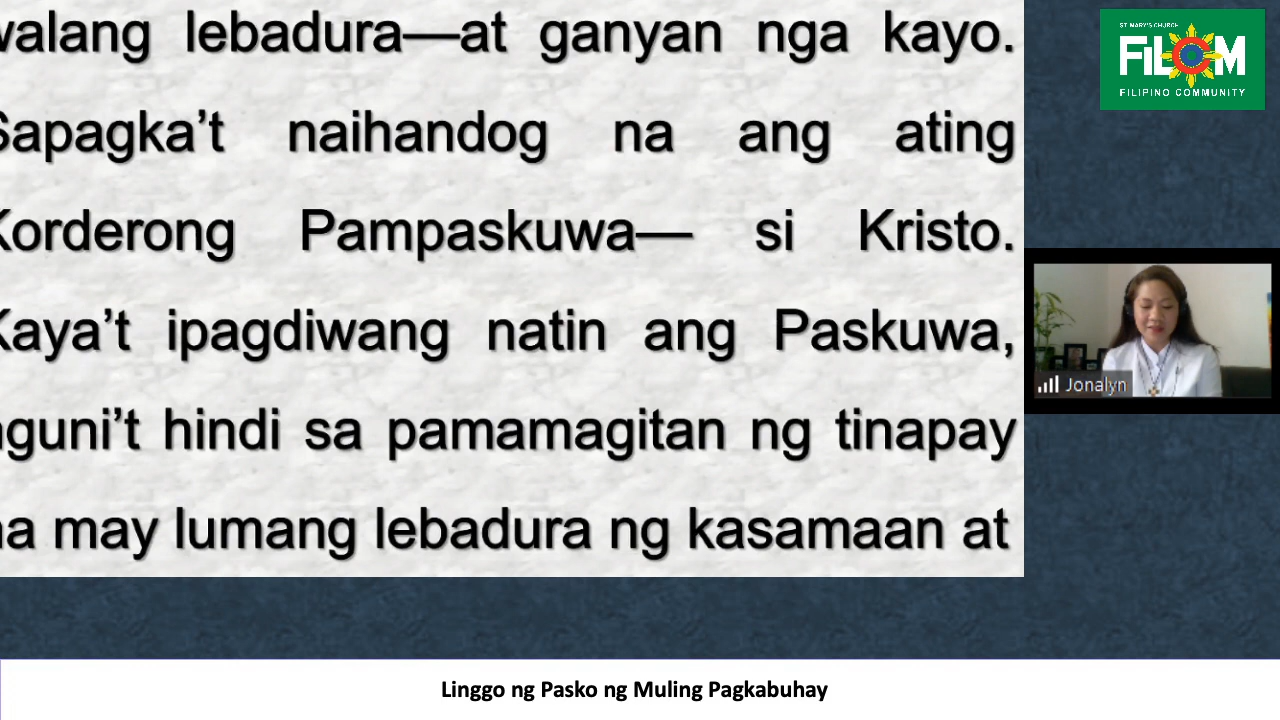 walang lebadura—at ganyan nga kayo.
Sapagka’t naihandog na ang ating
Korderong Pampaskuwa— si Kristo.
Kaya’t ipagdiwang natin ang Paskuwa,
nguni’t hindi sa pamamagitan ng tinapay
na may lumang lebadura ng kasamaan at
ST MARY'S CHURCH
FILCOM
FILIPINO COMMUNITY
Jonalyn
Linggo ng Pasko ng Muling Pagkabuhay